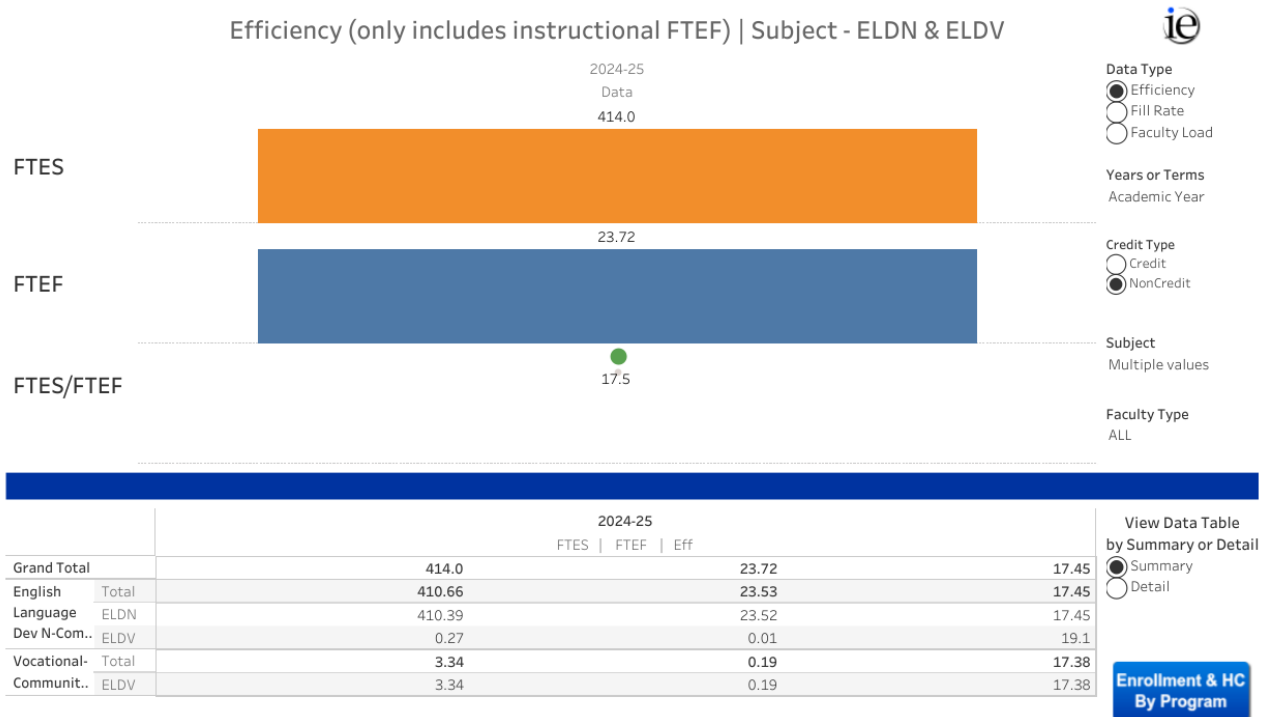 Efficiency (only includes instructional FTEF) | Subject - ELDN & ELDV
ie
2024-25
Data
414.0
FTES
23.72
FTEF
17.5
FTES/FTEF
Data Type
Efficiency
Fill Rate
Faculty Load
Years or Terms
Academic Year
Credit Type
Credit
NonCredit
Subject
Multiple values
Faculty Type
ALL
2024-25
FTES | FTEF | Eff
Grand Total 414.0 23.72 17.45
English Total 410.66 23.53 17.45
Language ELDN 410.39 23.52 17.45
Dev N-Com.. ELDV 0.27 0.01 19.1
Vocational- Total 3.34 0.19 17.38
Communit.. ELDV 3.34 0.19 17.38
View Data Table
by Summary or Detail
Summary
Detail
Enrollment & HC
By Program